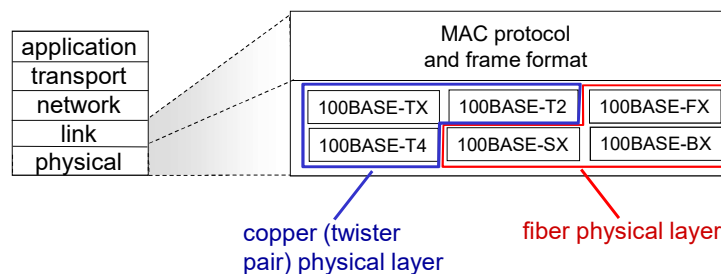 application
transport
network
link
physical
MAC protocol
and frame format
100BASE-TX
100BASE-T2
100BASE-FX
100BASE-T4
100BASE-SX
100BASE-BX
copper (twister
pair) physical layer
fiber physical layer